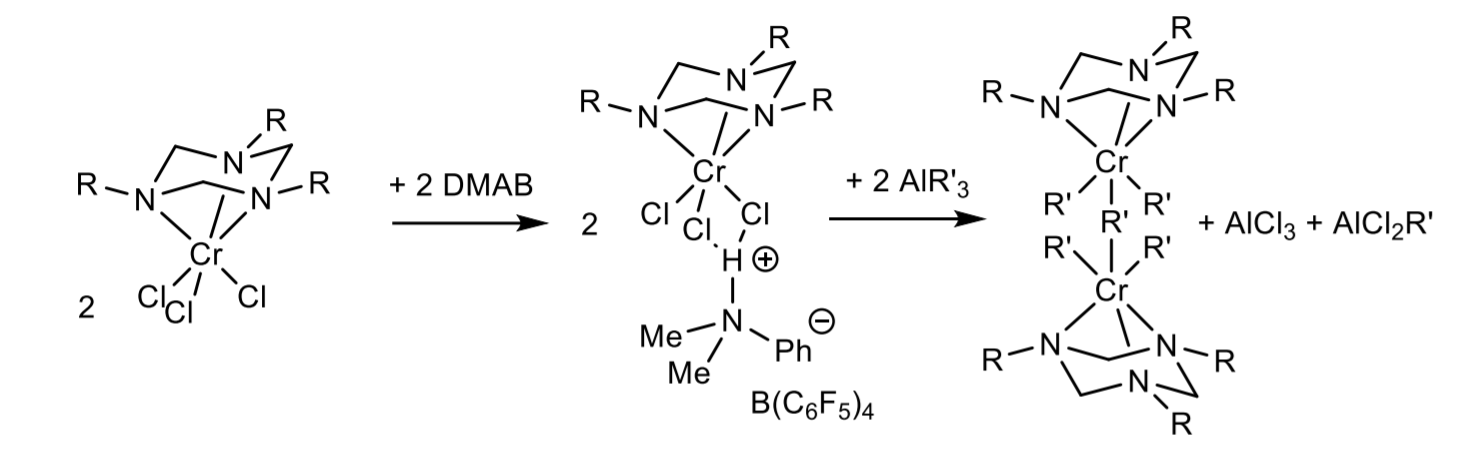 R
R N N R
N
Cr
2 Cl Cl Cl
+ 2 DMAB
R
N
R N N R
Cr
2 Cl Cl Cl
H ⊕
N
Me Ph ⊖
Me
B(C₆F₅)₄
+ 2 AlR'₃
R
N
R N N R
Cr
R' R'
R'
R' R'
Cr
R N N R
N
R
+ AlCl₃ + AlCl₂R'